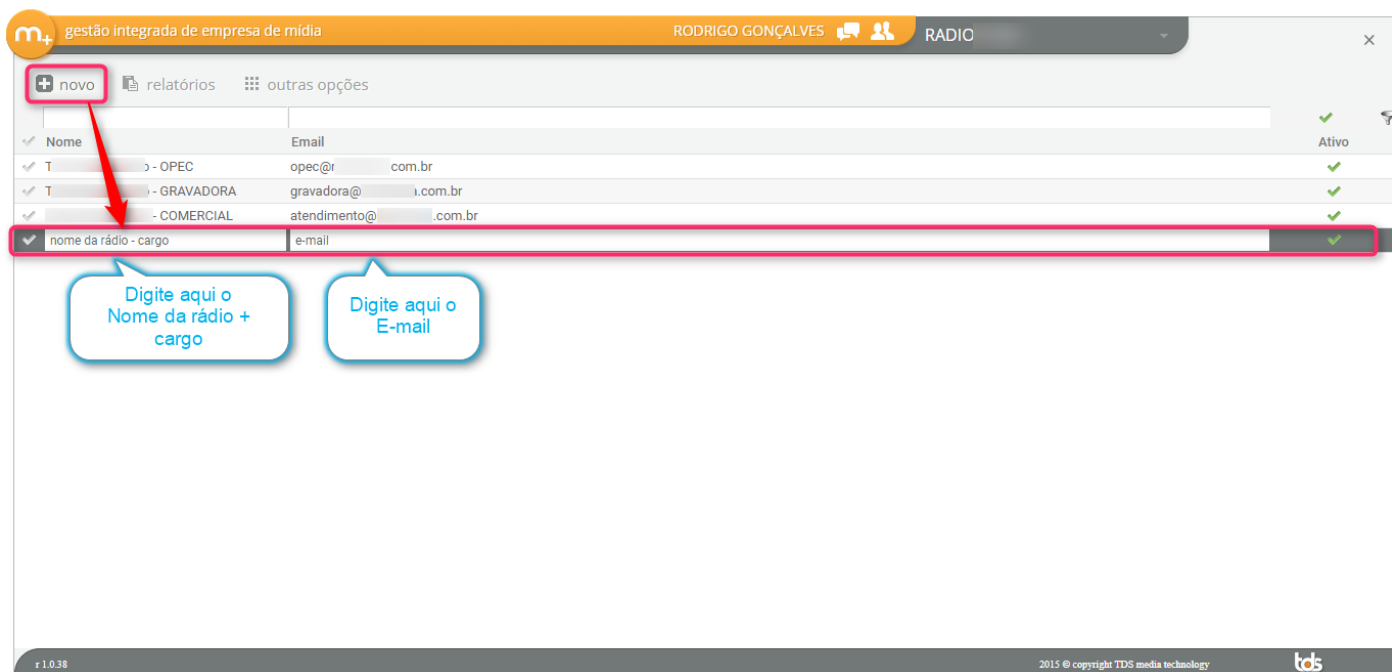 m+ gestão integrada de empresa de mídia RODRIGO GONÇALVES RADIO
novo relatórios outras opções
Nome Email Ativo
T - OPEC opec@ com.br
T - GRAVADORA gravadora@ .com.br
- COMERCIAL atendimento@ .com.br
nome da rádio - cargo e-mail
Digite aqui o
Nome da rádio +
cargo
Digite aqui o
E-mail
r 1.0.38 2015 © copyright TDS media technology tds